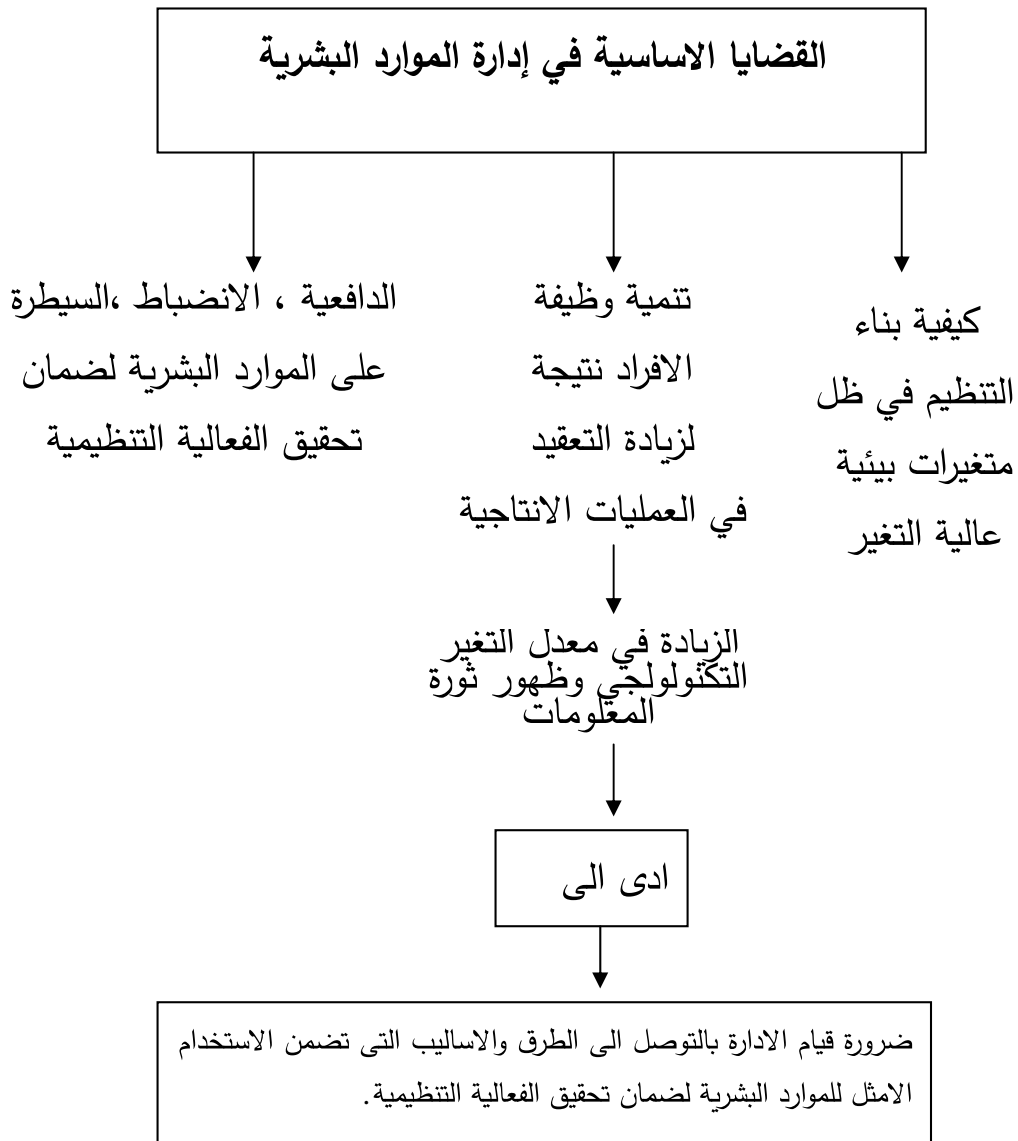 القضايا الاساسية في إدارة الموارد البشرية
كيفية بناء
التنظيم في ظل
متغيرات بيئية
عالية التغير
تنمية وظيفة
الافراد نتيجة
لزيادة التعقيد
في العمليات الانتاجية
الدافعية ، الانضباط ،السيطرة
على الموارد البشرية لضمان
تحقيق الفعالية التنظيمية
الزيادة في معدل التغير
التكنولولجي وظهور ثورة
المعلومات
ادى الى
ضرورة قيام الادارة بالتوصل الى الطرق والاساليب التى تضمن الاستخدام
الامثل للموارد البشرية لضمان تحقيق الفعالية التنظيمية.